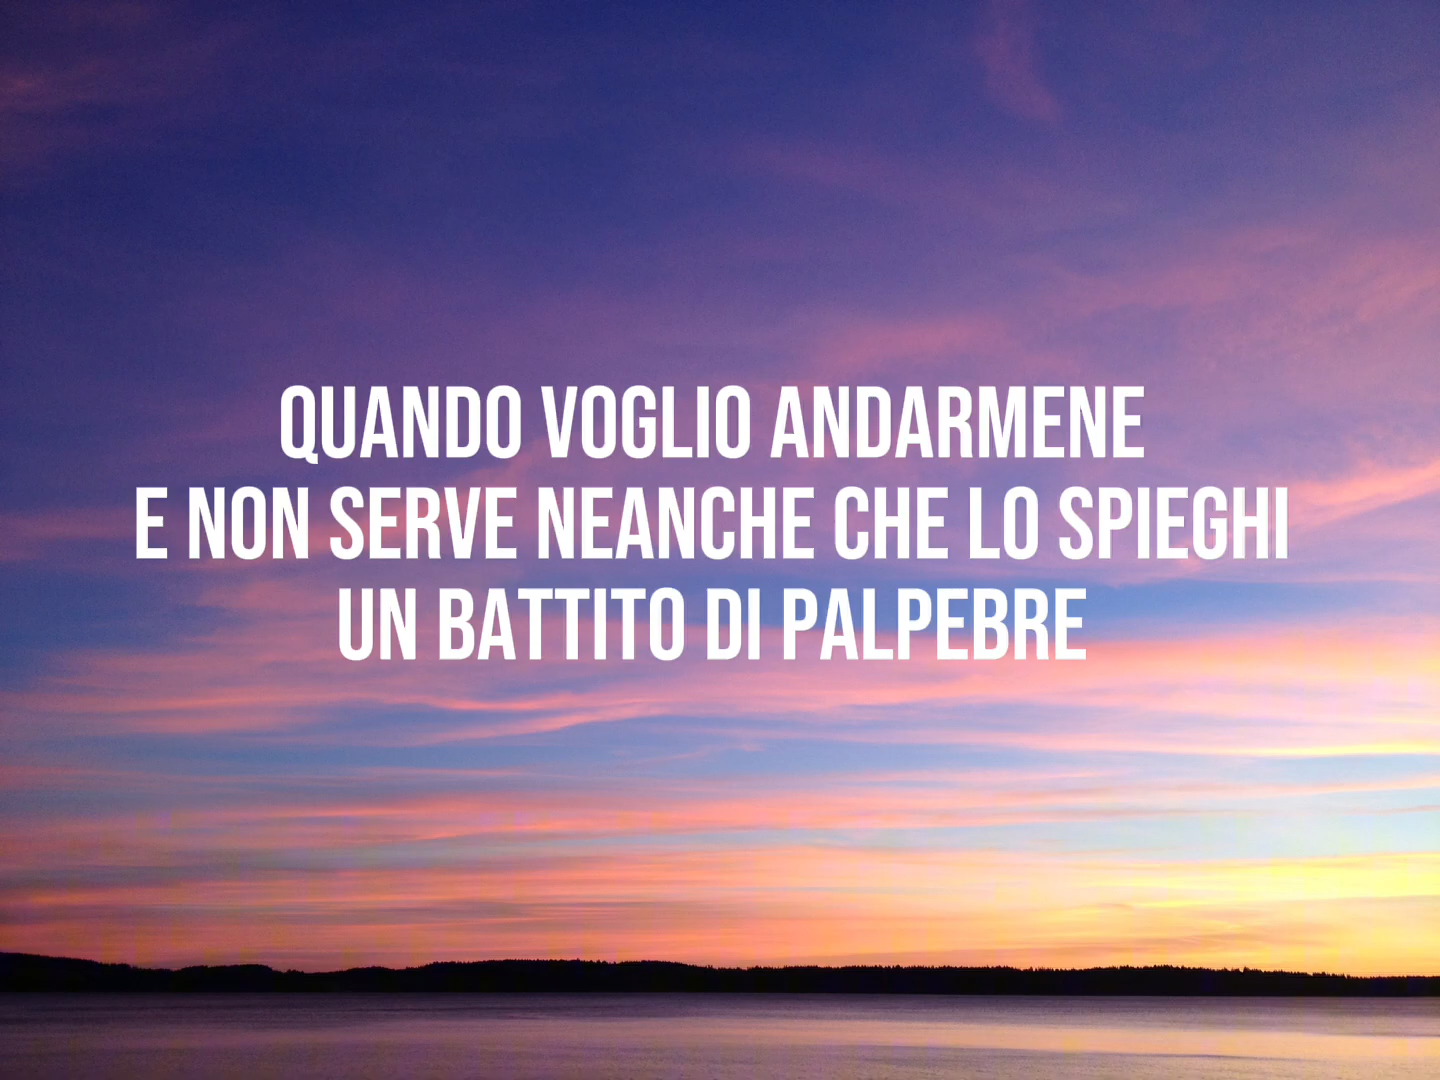 QUANDO VOGLIO ANDARMENE
E NON SERVE NEANCHE CHE LO SPIEGHI
UN BATTITO DI PALPEBRE